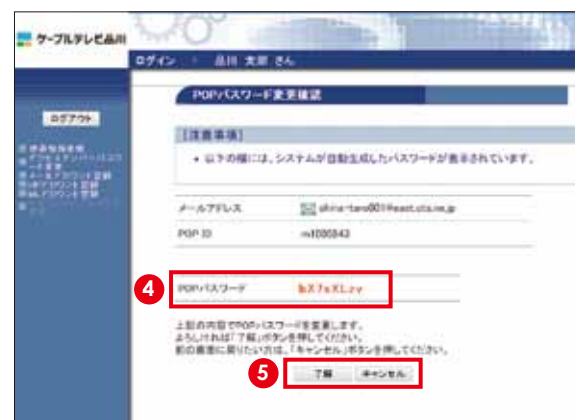 ケーブルテレビ品川
ログイン : 品川 太郎 さん
POPパスワード変更確認
ログアウト
[注意事項]
以下の欄には、システムが自動生成したパスワードが表示されています。
メールアドレス
POP ID m1000843
4 POPパスワード bX7sXLzv
上記の内容でPOPパスワードを変更します。
よろしければ「了解」ボタンを押してください。
前の画面に戻りたい方は、「キャンセル」ボタンを押してください。
5 了解 キャンセル